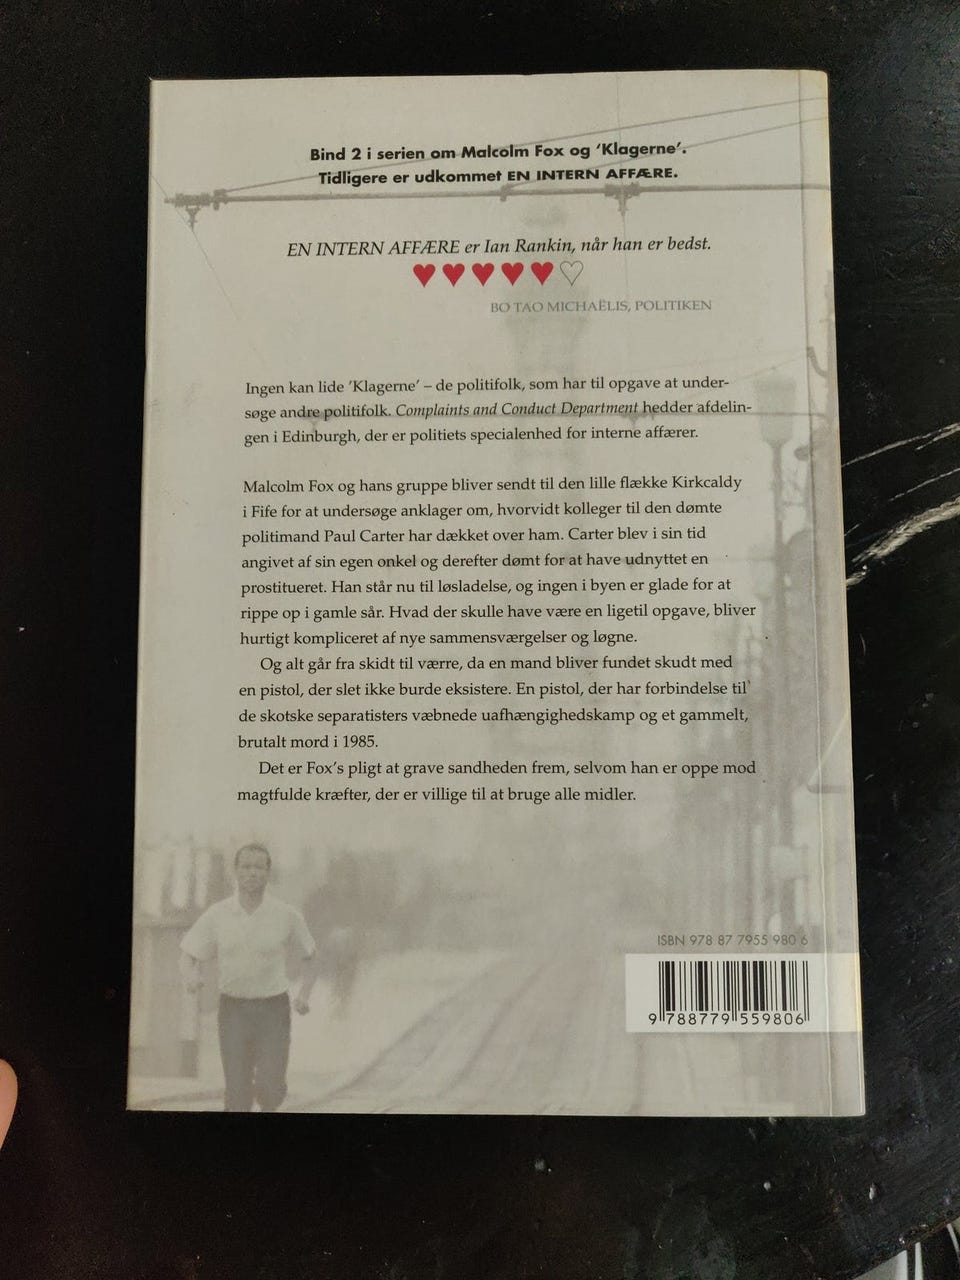 Bind 2 i serien om Malcolm Fox og ‘Klagerne’.
Tidligere er udkommet EN INTERN AFFÆRE.
EN INTERN AFFÆRE er Ian Rankin, når han er bedst.
♥♥♥♥♥♡
BO TAO MICHAËLIS, POLITIKEN
Ingen kan lide ’Klagerne’ – de politifolk, som har til opgave at under-
søge andre politifolk. Complaints and Conduct Department hedder afdelin-
gen i Edinburgh, der er politiets specialenhed for interne affærer.
Malcolm Fox og hans gruppe bliver sendt til den lille flække Kirkcaldy
i Fife for at undersøge anklager om, hvorvidt kolleger til den dømte
politimand Paul Carter har dækket over ham. Carter blev i sin tid
angivet af sin egen onkel og derefter dømt for at have udnyttet en
prostitueret. Han står nu til løsladelse, og ingen i byen er glade for at
rippe op i gamle sår. Hvad der skulle have være en ligetil opgave, bliver
hurtigt kompliceret af nye sammensværgelser og løgne.
Og alt går fra skidt til værre, da en mand bliver fundet skudt med
en pistol, der slet ikke burde eksistere. En pistol, der har forbindelse til
de skotske separatisters væbnede uafhængighedskamp og et gammelt,
brutalt mord i 1985.
Det er Fox’s pligt at grave sandheden frem, selvom han er oppe mod
magtfulde kræfter, der er villige til at bruge alle midler.
ISBN 978 87 7955 980 6
9 788779 559806